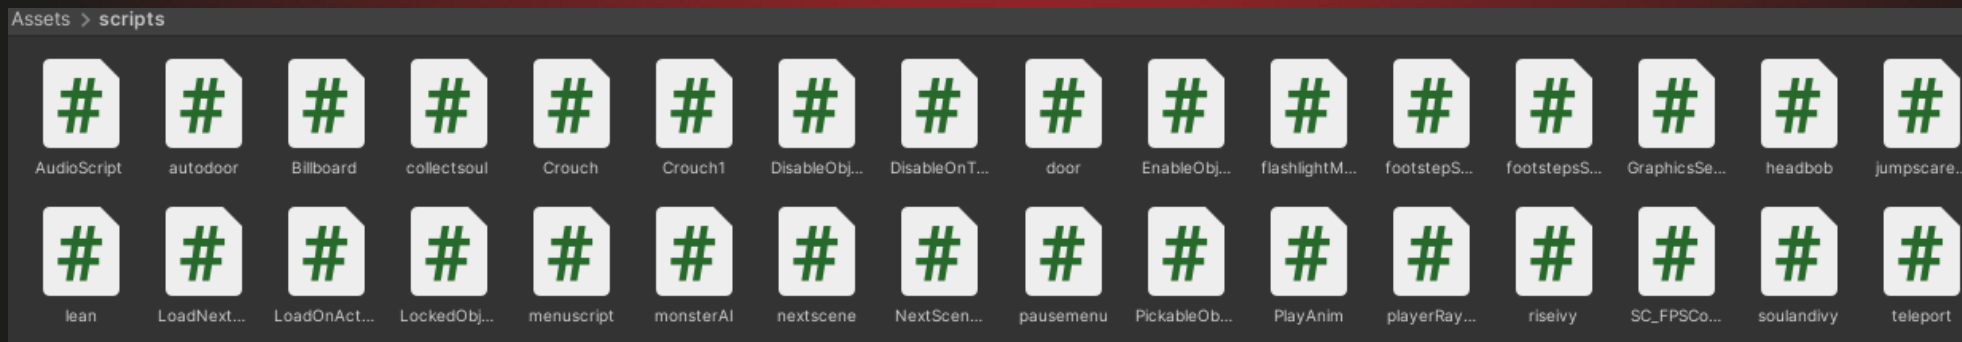 Assets > scripts
AudioScript autodoor Billboard collectsoul Crouch Crouch1 DisableObj... DisableOnT... door EnableObj... flashlightM... footstepS... footstepsS... GraphicsSe... headbob jumpscare...
lean LoadNext... LoadOnAct... LockedObj... menuscript monsterAI nextscene NextScen... pausemenu PickableOb... PlayAnim playerRay... riseivy SC_FPSCo... soulandivy teleport